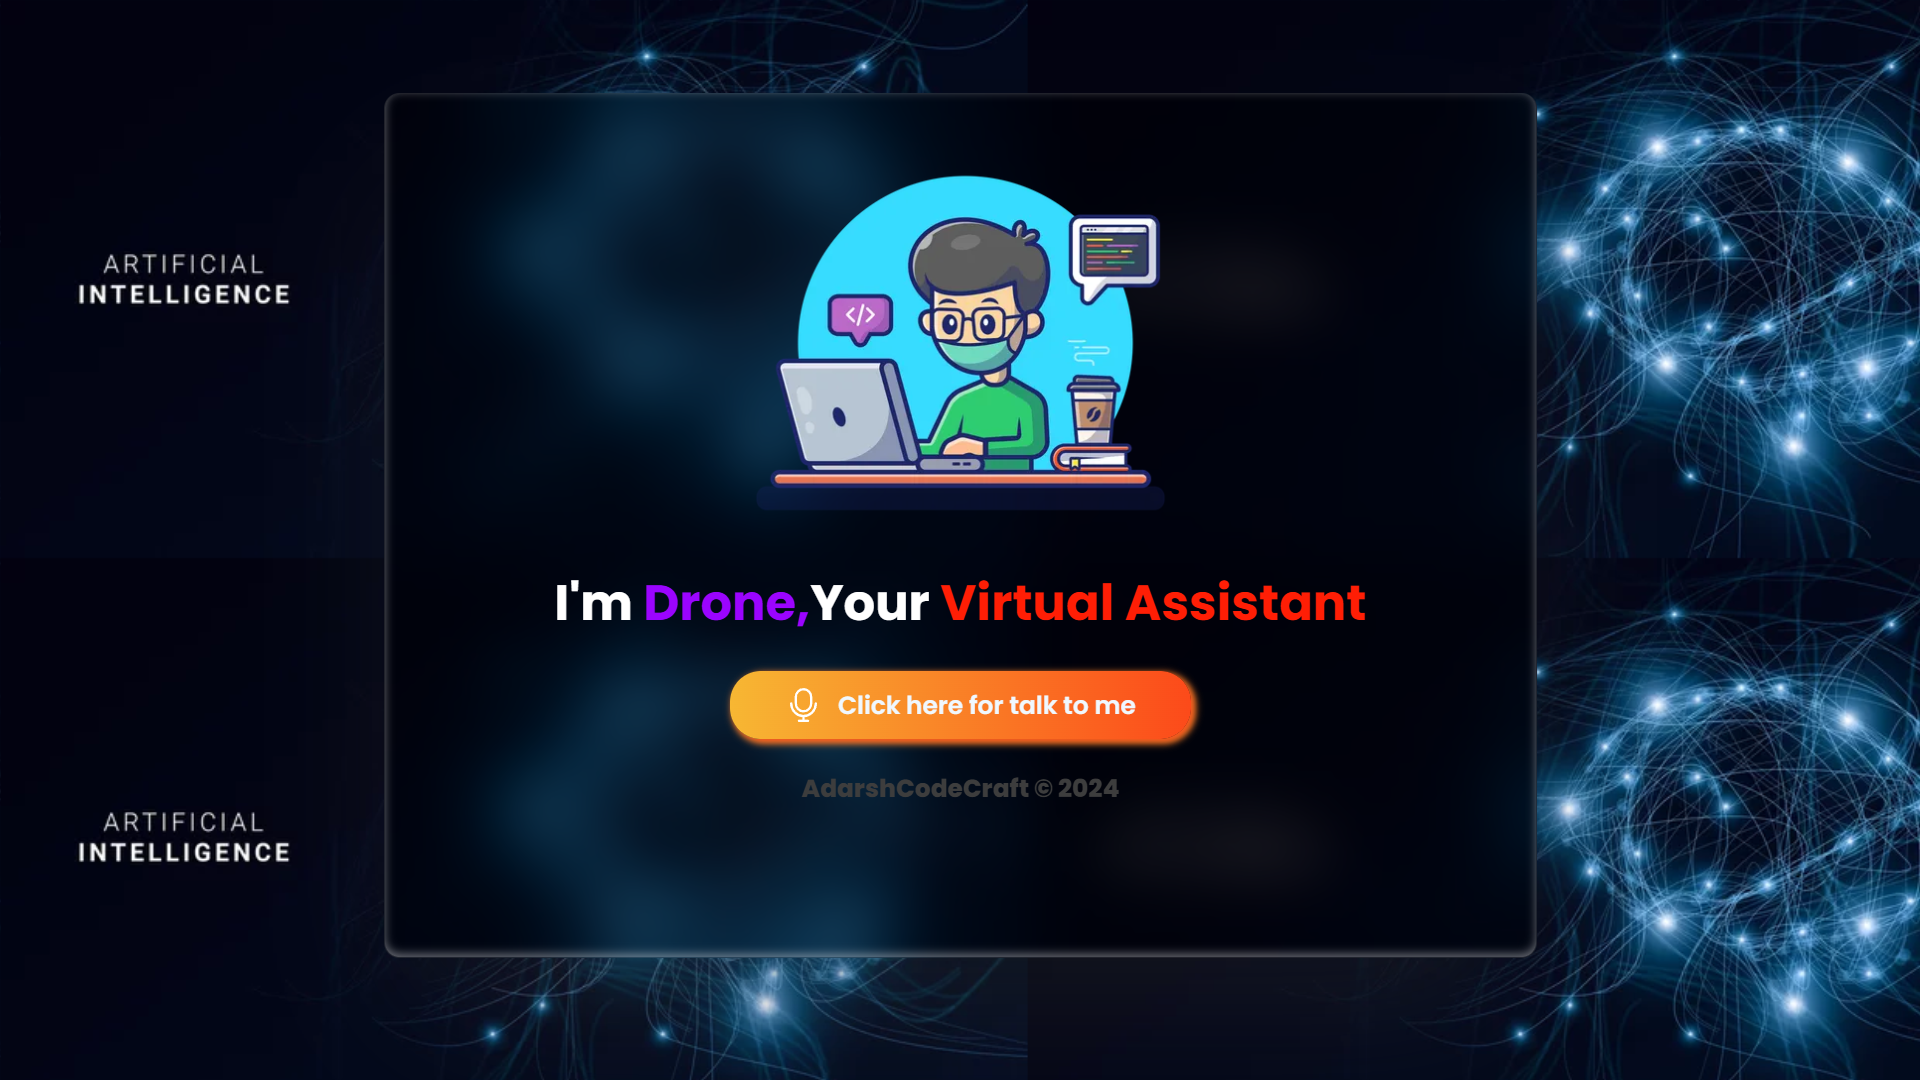 ARTIFICIAL
INTELLIGENCE
</>
I'm Drone,Your Virtual Assistant
Click here for talk to me
AdarshCodeCraft © 2024
ARTIFICIAL
INTELLIGENCE